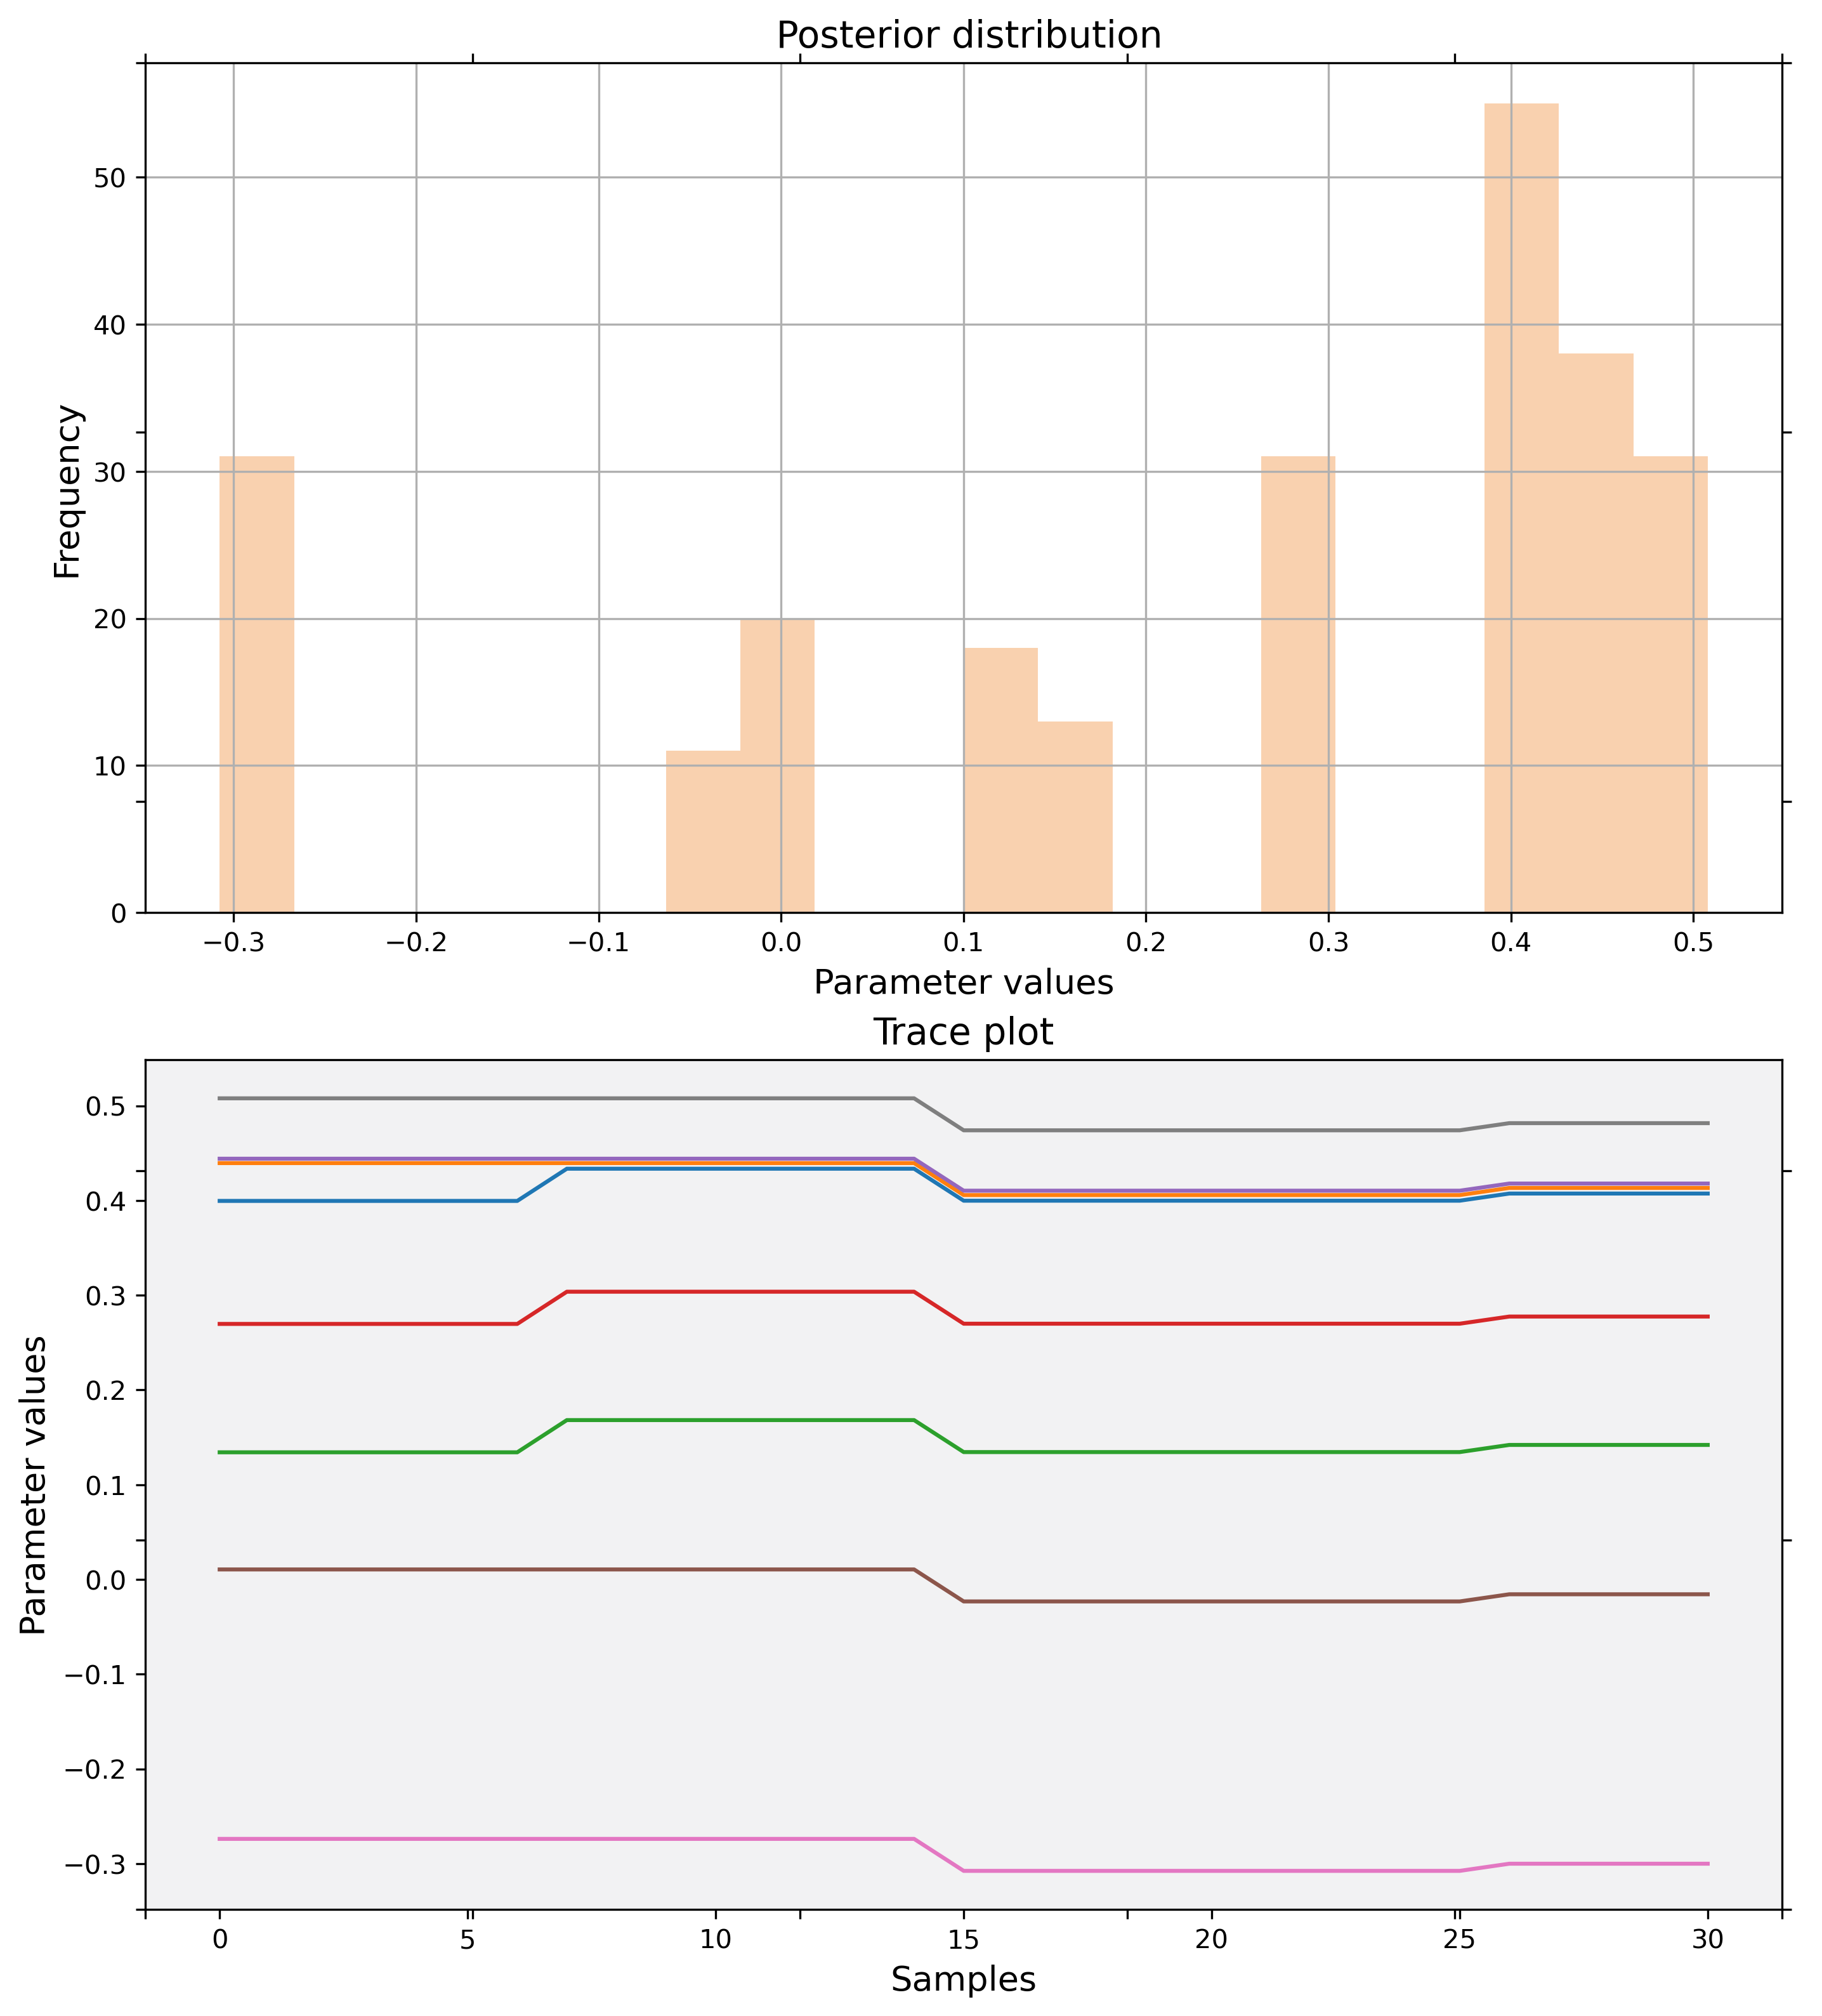 Posterior distribution
Frequency
50
40
30
20
10
0
−0.3 −0.2 −0.1 0.0 0.1 0.2 0.3 0.4 0.5
Parameter values
Trace plot
Parameter values
0.5
0.4
0.3
0.2
0.1
0.0
−0.1
−0.2
−0.3
0 5 10 15 20 25 30
Samples